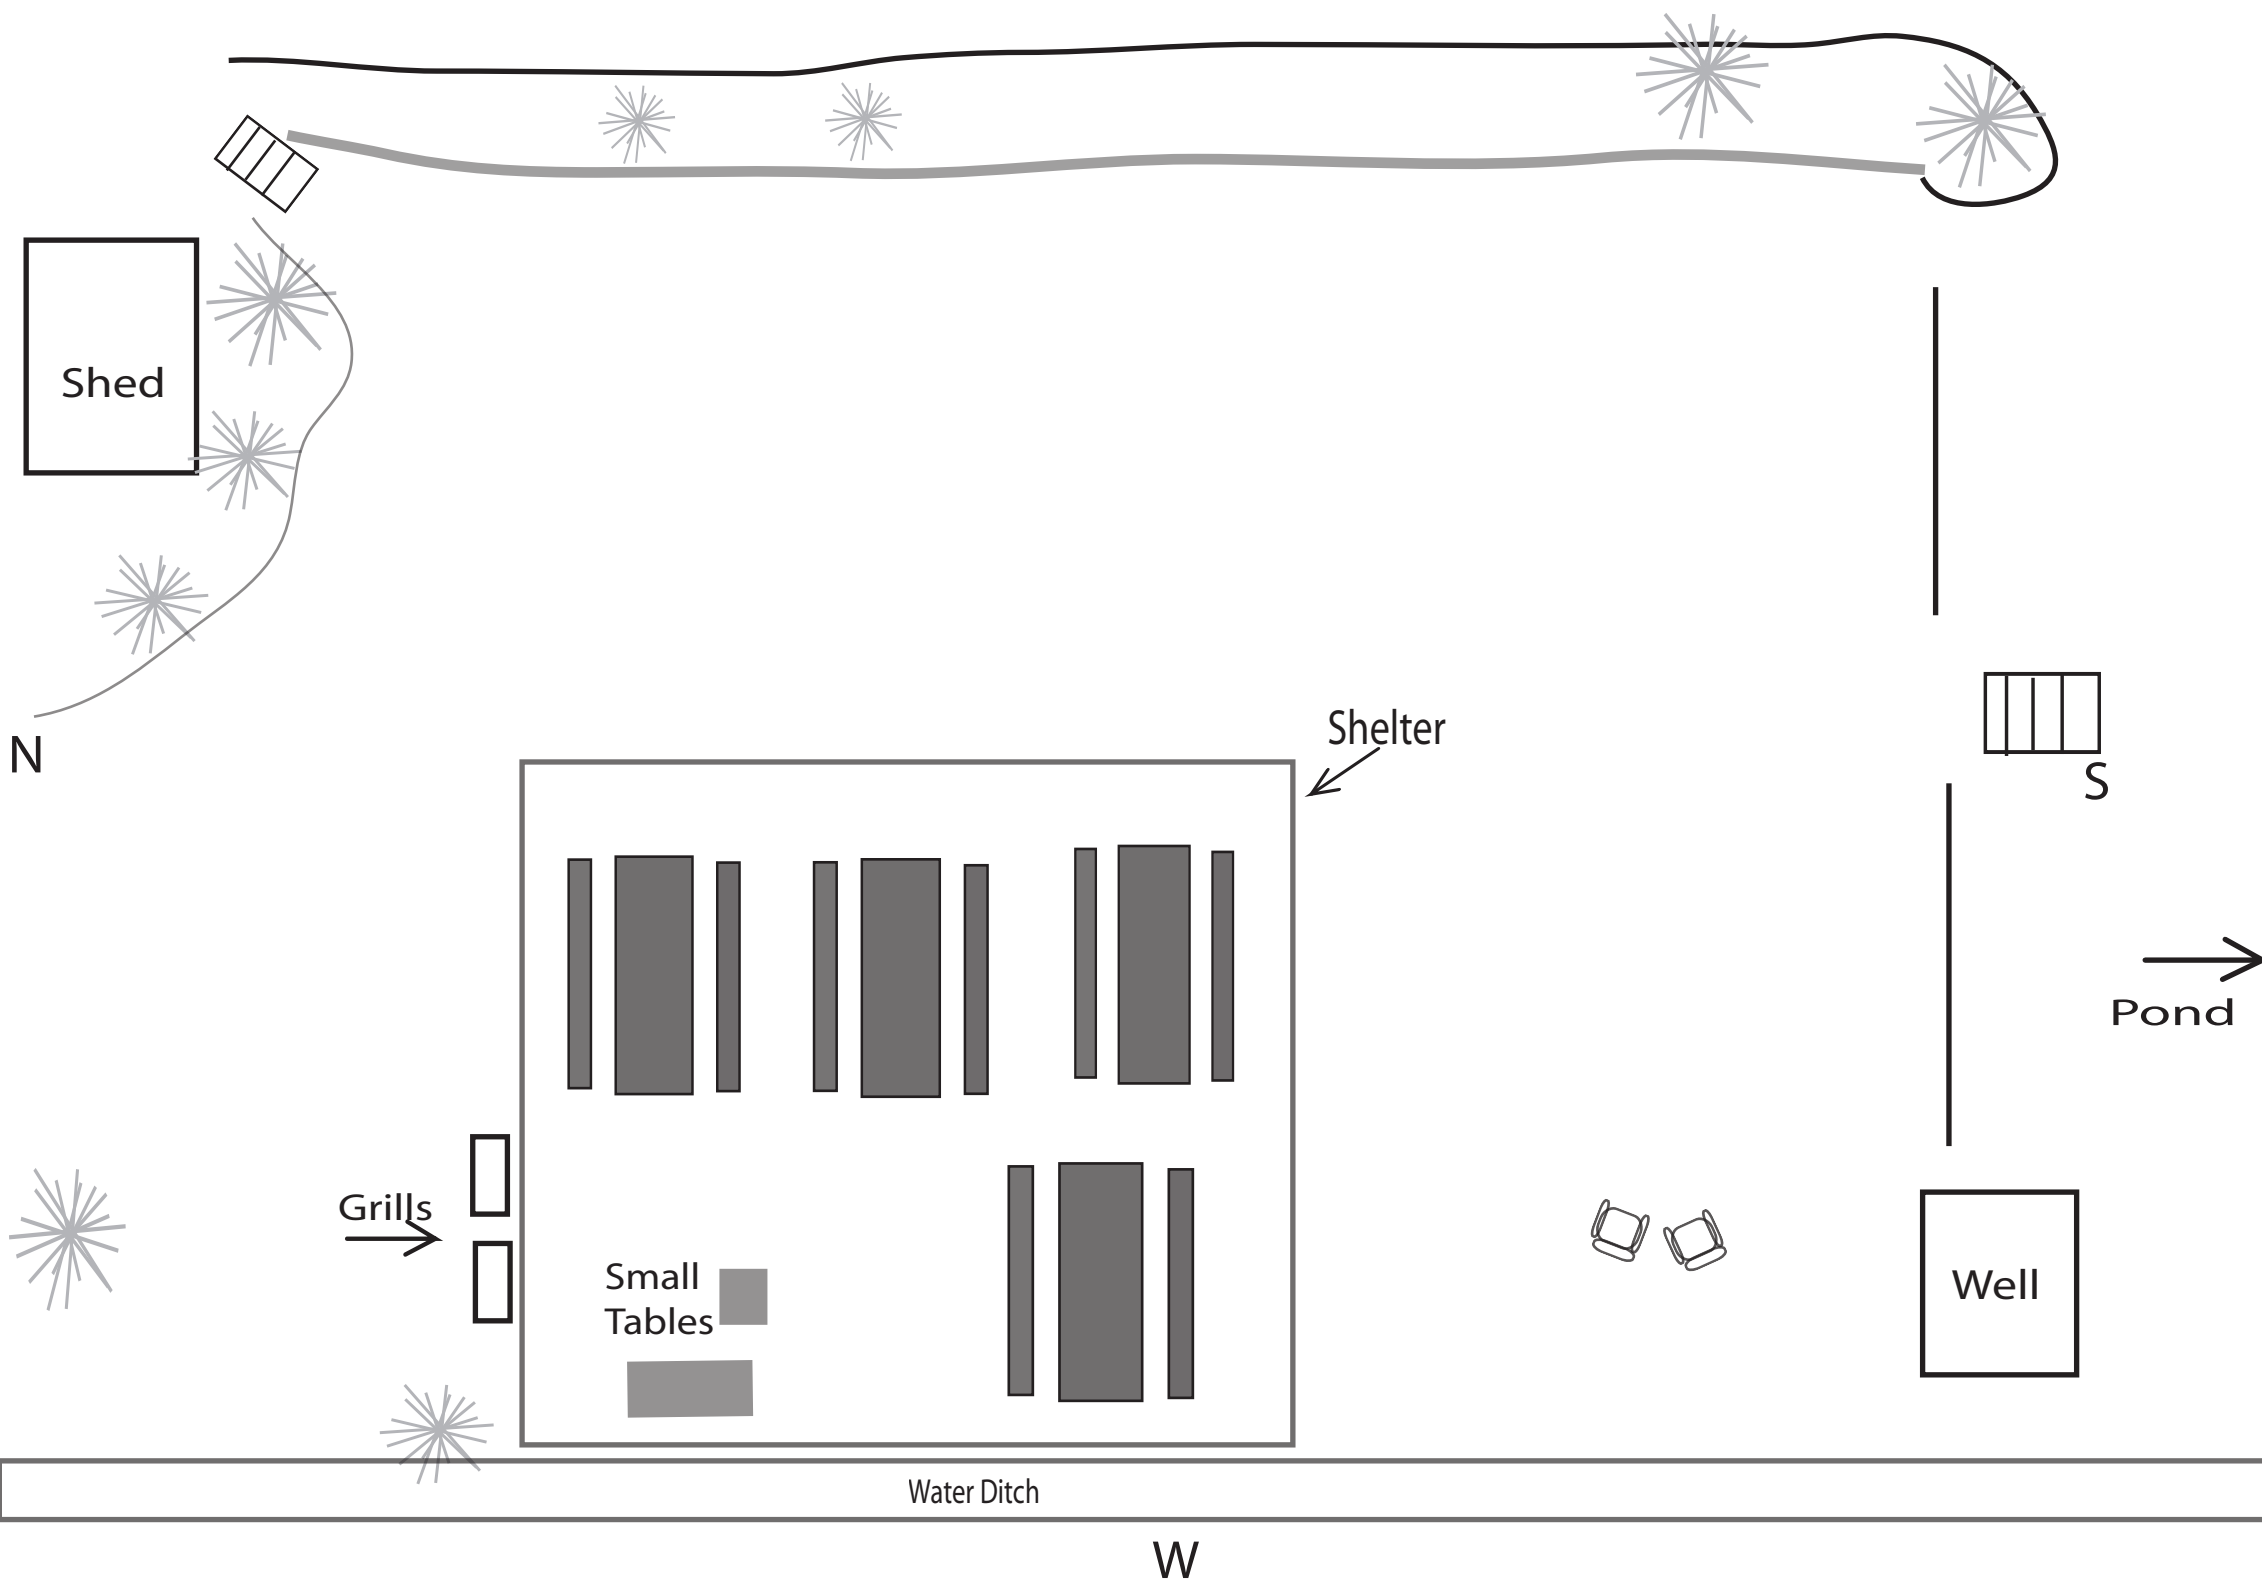 Shed
N
Shelter
S
Pond
Grills
Small
Tables
Well
Water Ditch
W